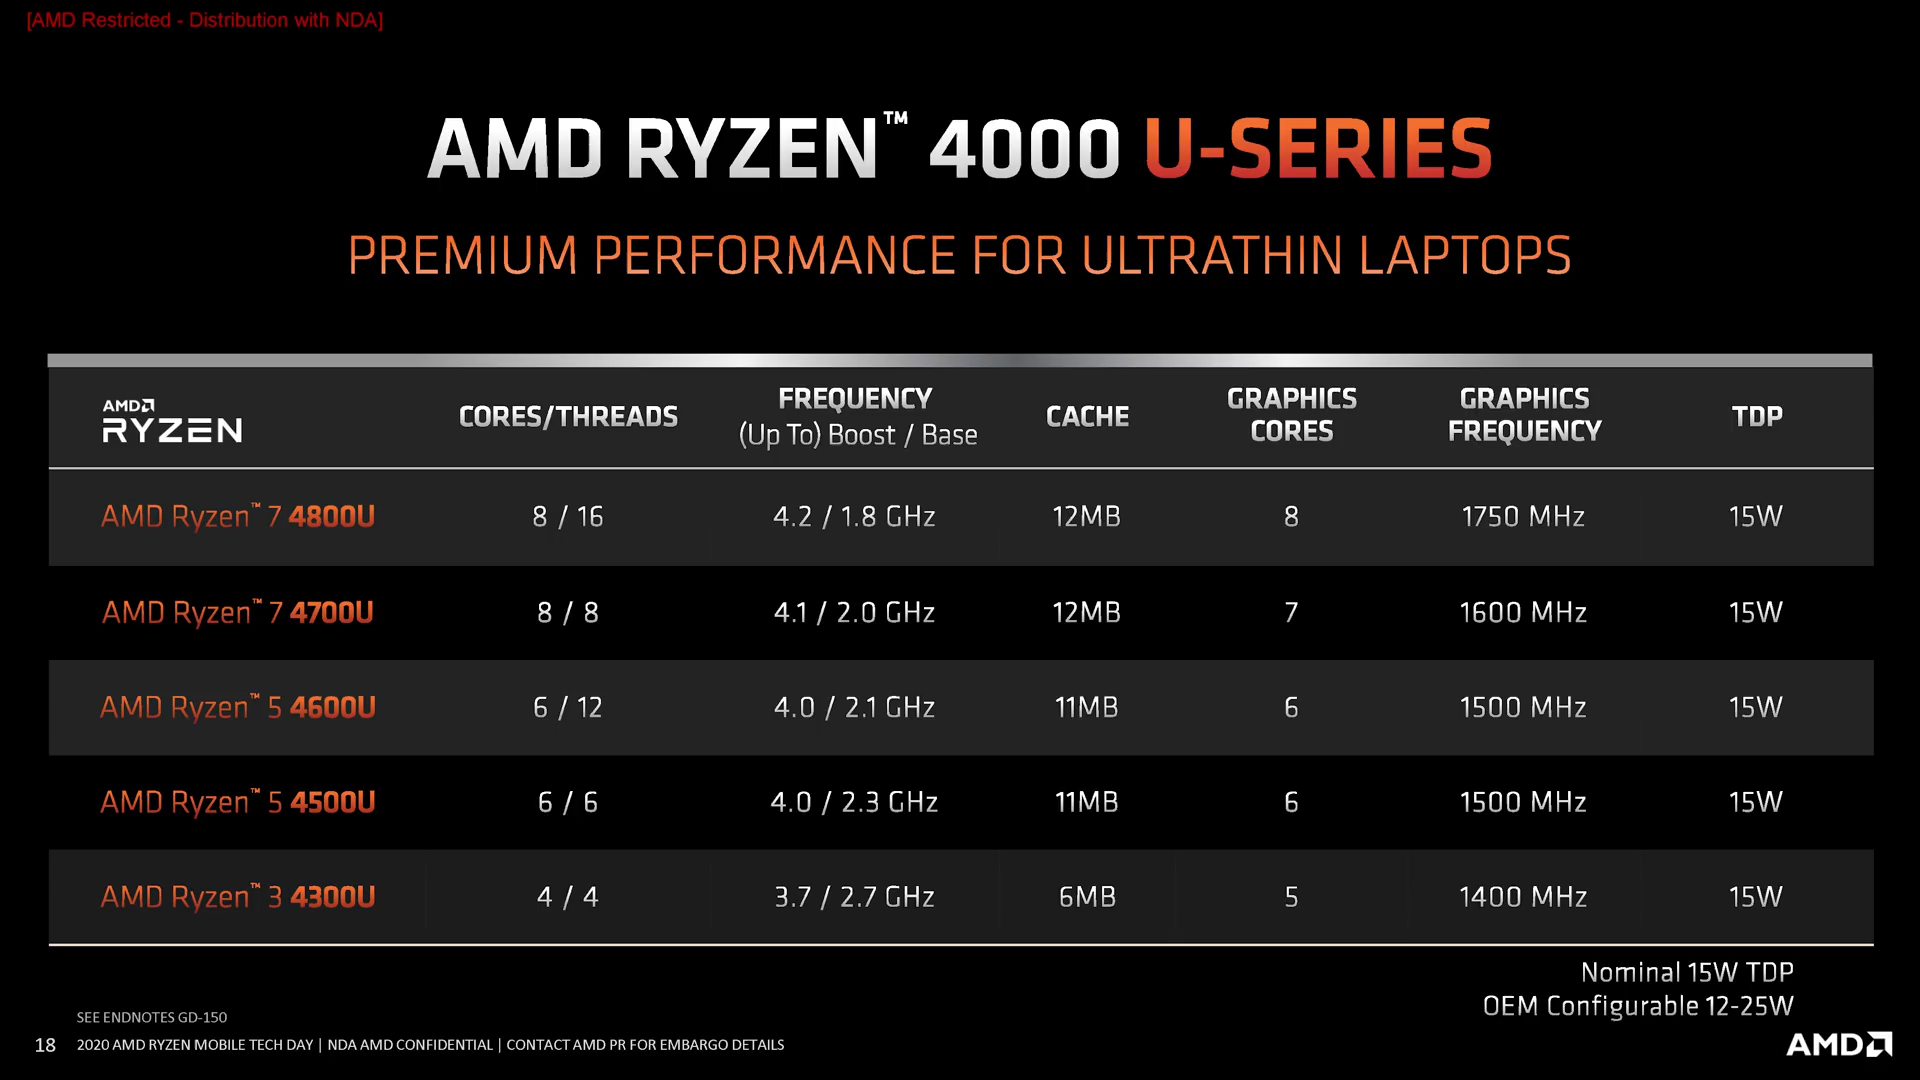 [AMD Restricted - Distribution with NDA]
AMD RYZEN™ 4000 U-SERIES
PREMIUM PERFORMANCE FOR ULTRATHIN LAPTOPS
AMD RYZEN CORES/THREADS FREQUENCY (Up To) Boost / Base CACHE GRAPHICS CORES GRAPHICS FREQUENCY TDP
AMD Ryzen™ 7 4800U 8 / 16 4.2 / 1.8 GHz 12MB 8 1750 MHz 15W
AMD Ryzen™ 7 4700U 8 / 8 4.1 / 2.0 GHz 12MB 7 1600 MHz 15W
AMD Ryzen™ 5 4600U 6 / 12 4.0 / 2.1 GHz 11MB 6 1500 MHz 15W
AMD Ryzen™ 5 4500U 6 / 6 4.0 / 2.3 GHz 11MB 6 1500 MHz 15W
AMD Ryzen™ 3 4300U 4 / 4 3.7 / 2.7 GHz 6MB 5 1400 MHz 15W
Nominal 15W TDP
OEM Configurable 12-25W
SEE ENDNOTES GD-150
18 2020 AMD RYZEN MOBILE TECH DAY | NDA AMD CONFIDENTIAL | CONTACT AMD PR FOR EMBARGO DETAILS
AMD